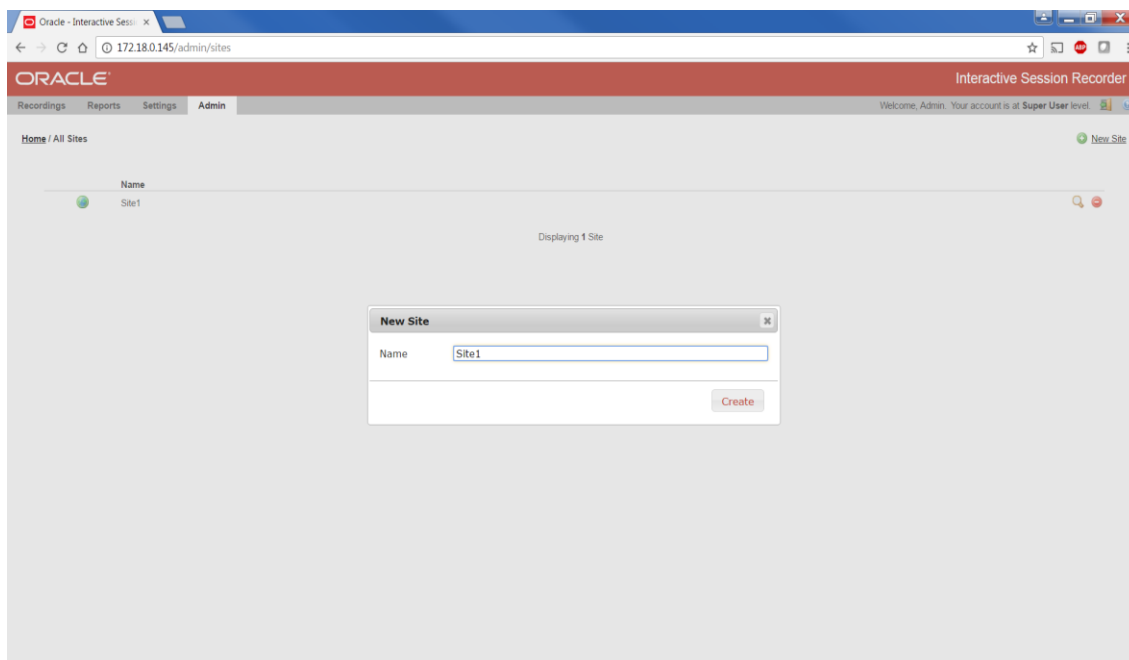 Oracle - Interactive Sessi
172.18.0.145/admin/sites
ABP
ORACLE
Interactive Session Recorder
Recordings Reports Settings Admin
Welcome, Admin. Your account is at Super User level.
Home / All Sites
New Site
Name
Site1
Displaying 1 Site
New Site
Name Site1
Create